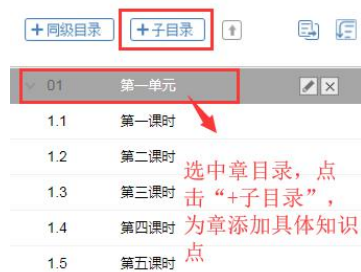 +同级目录 +子目录
01 第一单元
1.1 第一课时
1.2 第二课时
1.3 第三课时
1.4 第四课时
1.5 第五课时
选中章目录，点
击“+子目录”，
为章添加具体知识
点